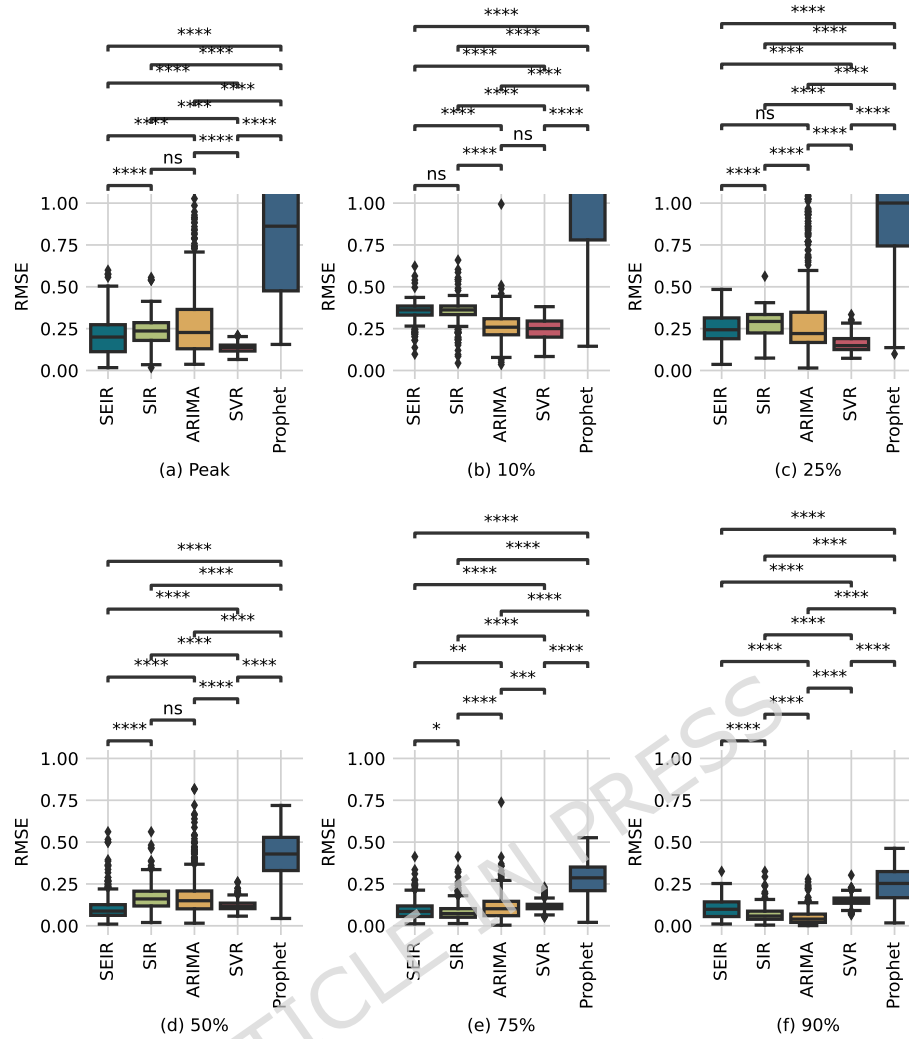 **** **** ****
**** **** ****
**** **** ****
**** **** ****
**** **** ****
**** **** **** **** ns ****
**** ns **** ns **** ****
**** ns ****
1.00 1.00 1.00
0.75 0.75 0.75
0.50 0.50 0.50
0.25 0.25 0.25
0.00 0.00 0.00
RMSE RMSE RMSE
SEIR SIR ARIMA SVR Prophet SEIR SIR ARIMA SVR Prophet SEIR SIR ARIMA SVR Prophet
(a) Peak (b) 10% (c) 25%
**** **** ****
**** **** ****
**** **** ****
**** **** ****
**** **** ****
**** **** ** **** **** ****
**** *** ****
ns **** ****
**** * ****
1.00 1.00 1.00
0.75 0.75 0.75
0.50 0.50 0.50
0.25 0.25 0.25
0.00 0.00 0.00
RMSE RMSE RMSE
SEIR SIR ARIMA SVR Prophet SEIR SIR ARIMA SVR Prophet SEIR SIR ARIMA SVR Prophet
(d) 50% (e) 75% (f) 90%
TICLE IN PRESS